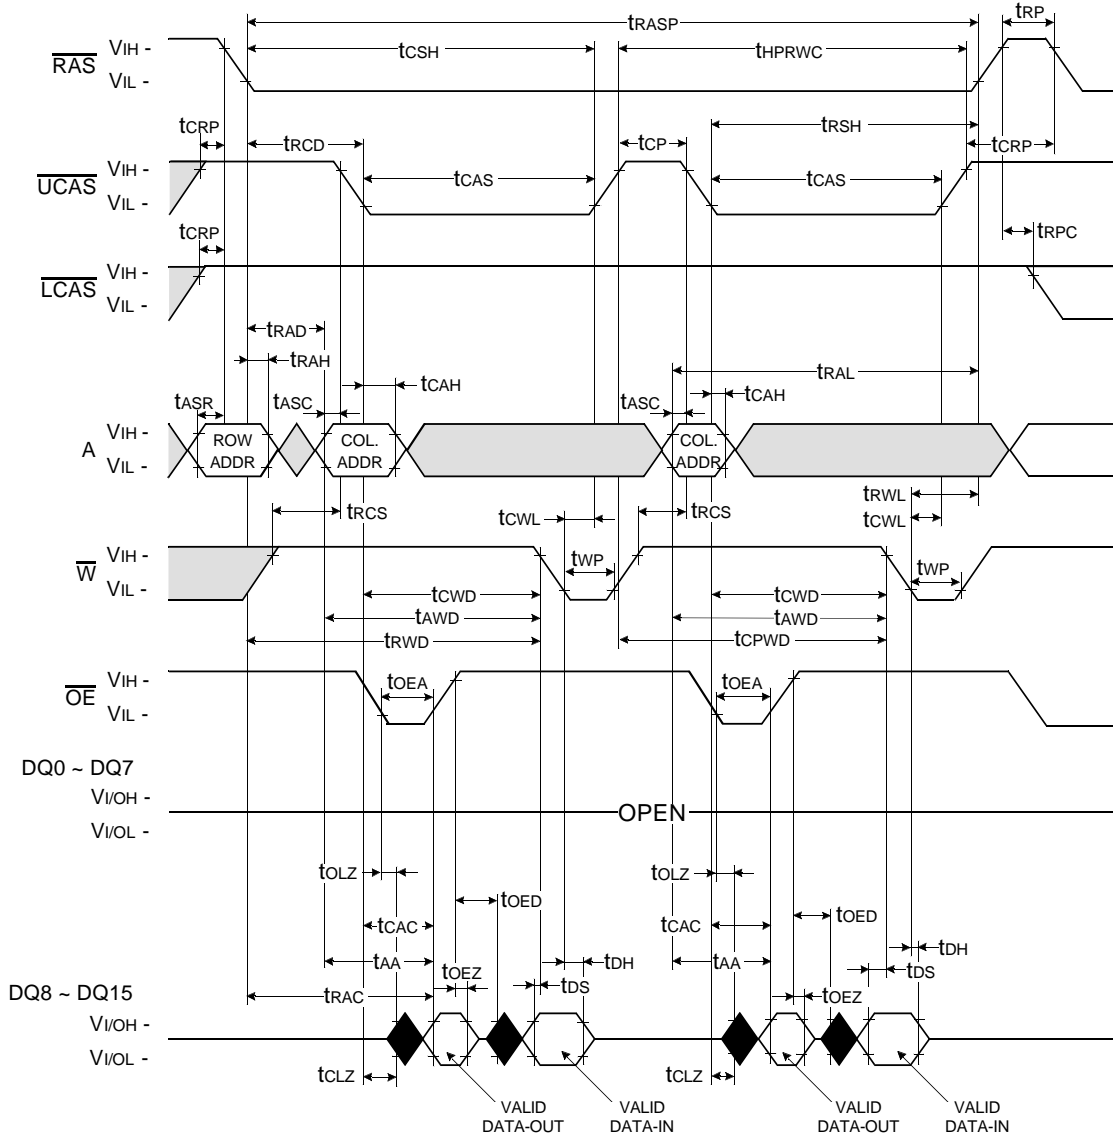 tRASP
tRP
VIH -
RAS
VIL -
tCSH
tHPRWC
tCRP
tRCD
tCP
tRSH
tCRP
VIH -
UCAS
VIL -
tCAS
tCAS
tCRP
tRPC
VIH -
LCAS
VIL -
tRAD
tRAH
tCAH
tRAL
tCAH
tASR
tASC
tASC
VIH -
A
VIL -
ROW
ADDR
COL.
ADDR
COL.
ADDR
tRCS
tCWL
tRCS
tRWL
tCWL
VIH -
W
VIL -
tWP
tWP
tCWD
tCWD
tAWD
tAWD
tRWD
tCPWD
VIH -
OE
VIL -
tOEA
tOEA
DQ0 ~ DQ7
VI/OH -
VI/OL -
OPEN
tOLZ
tOLZ
tOED
tOED
tCAC
tCAC
tAA
tOEZ
tDH
tAA
tDH
tRAC
tDS
tOEZ
tDS
DQ8 ~ DQ15
VI/OH -
VI/OL -
tCLZ
tCLZ
VALID
DATA-OUT
VALID
DATA-IN
VALID
DATA-OUT
VALID
DATA-IN